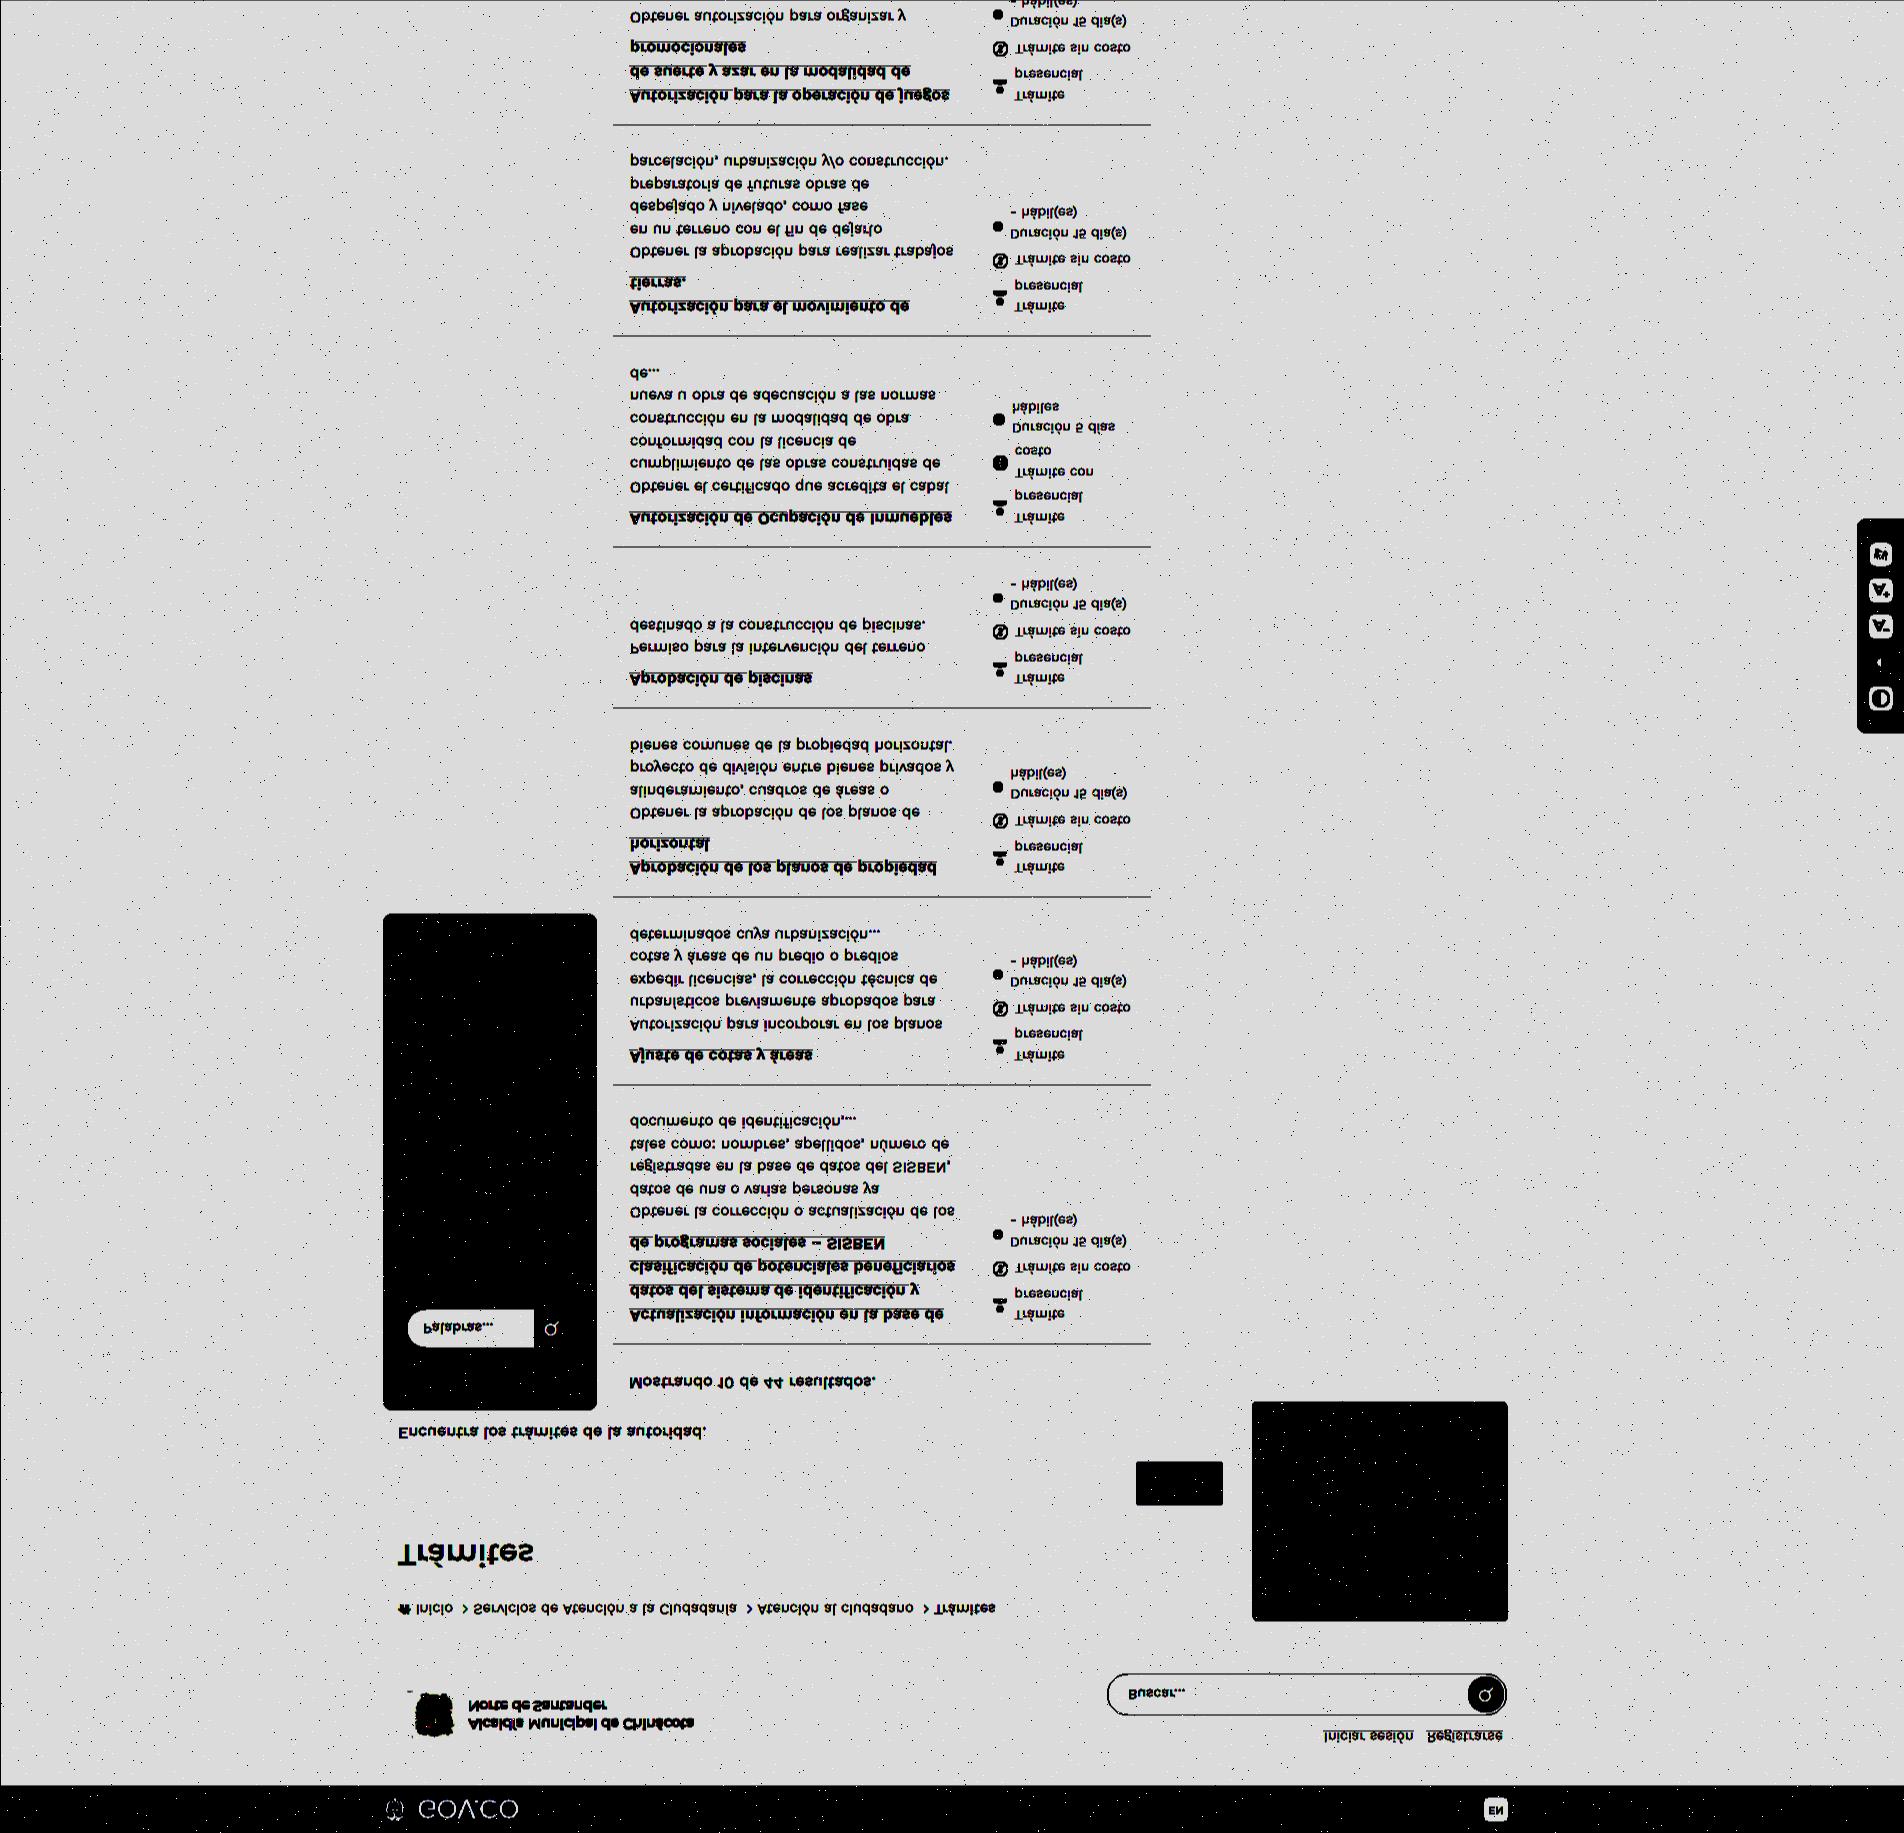 GOV.CO
EN
Iniciar sesión
Registrarse
Alcaldía Municipal de Chinácota
Norte de Santander
Buscar...
Inicio > Servicios de Atención a la Ciudadanía > Atención al ciudadano > Trámites
Trámites
Encuentra los trámites de la autoridad.
Palabras...
Mostrando 10 de 44 resultados.
Actualización información en la base de
datos del sistema de identificación y
clasificación de potenciales beneficiarios
de programas sociales – SISBEN
Obtener la corrección o actualización de los
datos de una o varias personas ya
registradas en la base de datos del SISBEN,
tales como: nombres, apellidos, número de
documento de identificación,...
Trámite
presencial
Trámite sin costo
Duración 15 día(s)
- hábil(es)
Ajuste de cotas y áreas
Autorización para incorporar en los planos
urbanísticos previamente aprobados para
expedir licencias, la corrección técnica de
cotas y áreas de un predio o predios
determinados cuya urbanización...
Trámite
presencial
Trámite sin costo
Duración 15 día(s)
- hábil(es)
Aprobación de los planos de propiedad
horizontal
Obtener la aprobación de los planos de
alinderamiento, cuadros de áreas o
proyecto de división entre bienes privados y
bienes comunes de la propiedad horizontal.
Trámite
presencial
Trámite sin costo
Duración 15 día(s)
hábil(es)
Aprobación de piscinas
Permiso para la intervención del terreno
destinado a la construcción de piscinas.
Trámite
presencial
Trámite sin costo
Duración 15 día(s)
- hábil(es)
Autorización de Ocupación de Inmuebles
Obtener el certificado que acredita el cabal
cumplimiento de las obras construidas de
conformidad con la licencia de
construcción en la modalidad de obra
nueva u obra de adecuación a las normas
de...
Trámite
presencial
Trámite con
costo
Duración 5 días
hábiles
Autorización para el movimiento de
tierras.
Obtener la aprobación para realizar trabajos
en un terreno con el fin de dejarlo
despejado y nivelado, como fase
preparatoria de futuras obras de
parcelación, urbanización y/o construcción.
Trámite
presencial
Trámite sin costo
Duración 15 día(s)
- hábil(es)
Autorización para la operación de juegos
de suerte y azar en la modalidad de
promocionales
Obtener autorización para organizar y
Trámite
presencial
Trámite sin costo
Duración 15 día(s)
- hábil(es)
A-
A+